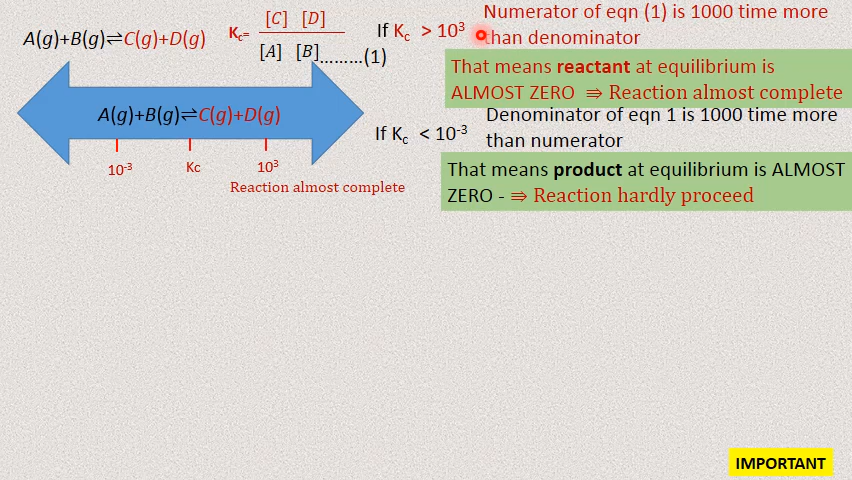 A(g)+B(g)⇌C(g)+D(g)
Kc= [C] [D]
[A] [B].........(1)
If Kc > 10³
Numerator of eqn (1) is 1000 time more
than denominator
That means reactant at equilibrium is
ALMOST ZERO ⇒ Reaction almost complete
A(g)+B(g)⇌C(g)+D(g)
10⁻³ Kc 10³
Reaction almost complete
If Kc < 10⁻³
Denominator of eqn 1 is 1000 time more
than numerator
That means product at equilibrium is ALMOST
ZERO - ⇒ Reaction hardly proceed
IMPORTANT